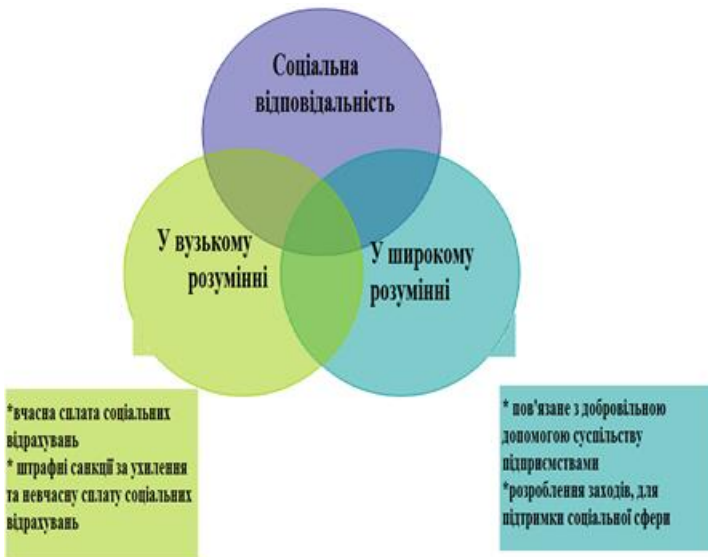 Соціальна
відповідальність
У вузькому
розумінні
У широкому
розумінні
*вчасна сплата соціальних
відрахувань
* штрафні санкції за ухилення
та невчасну сплату соціальних
відрахувань
* пов'язане з добровільною
допомогою суспільству
підприємствами
*розроблення заходів, для
підтримки соціальної сфери